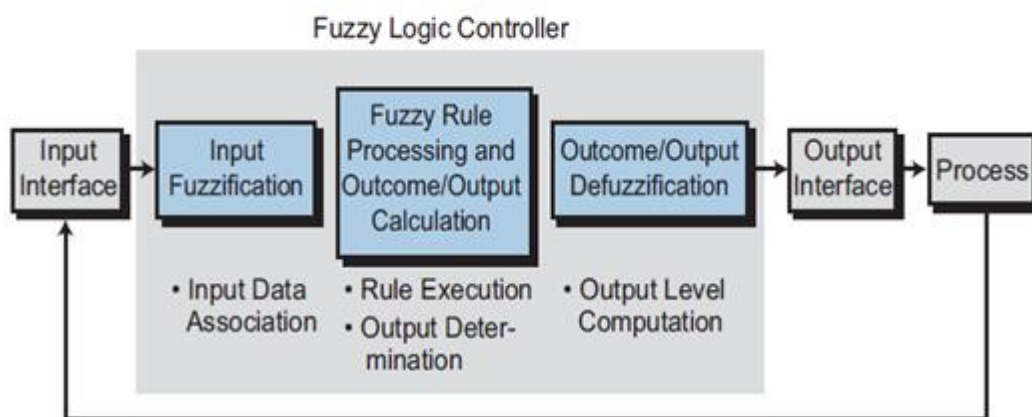 Fuzzy Logic Controller
Input
Interface
Input
Fuzzification
Fuzzy Rule
Processing and
Outcome/Output
Calculation
Outcome/Output
Defuzzification
Output
Interface
Process
• Input Data
Association
• Rule Execution
• Output Deter-
mination
• Output Level
Computation